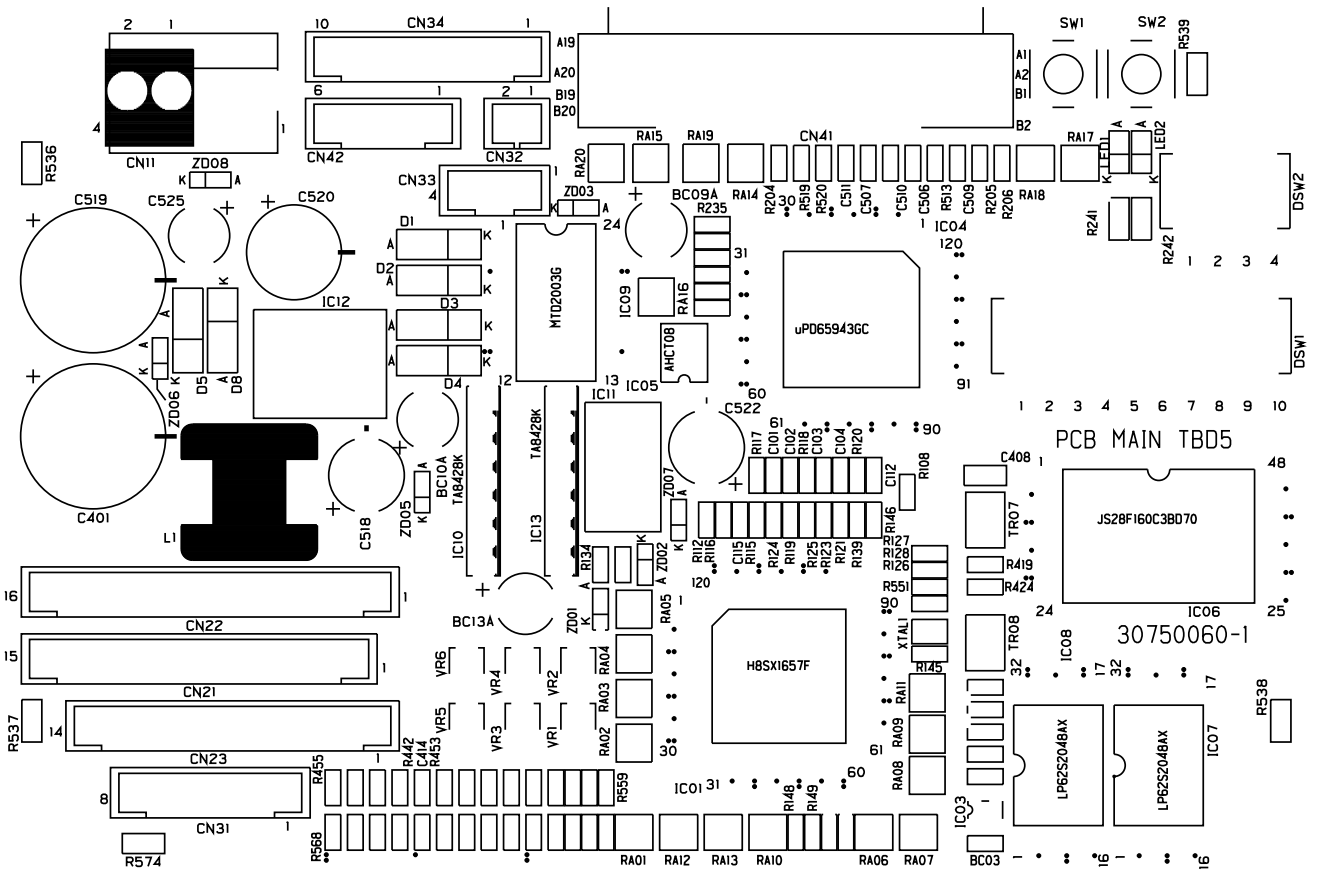 2 1
CN34
10 1
A19
A20
B19
B20
A1
A2
B1
B2
SW1
SW2
R539
4 1
CN11
6 1
CN42
2 1
CN32
CN41
R536
ZD08
K A
RA20
RA15
RA19
RA14
R204
30
R519
R520
C511
C507
C510
C506
R513
C509
R205
R206
RA18
RA17
LED1
A
K
LED2
A
K
DSW2
1 2 3 4
R241
R242
CN33
4 1
ZD03
K A
BC09A
R235
C519
C525
C520
D1
A K
D2
A K
D3
A K
D4
A K
1 24
MTD2003G
12 13
IC05
IC09
RA16
AHCT08
31
60
1
IC04
120
uPD65943GC
91
61
90
DSW1
1 2 3 4 5 6 7 8 9 10
IC12
A
K
D5
K
A
D8
A
K
ZD06
C401
L1
C518
BC10A
A
K
ZD05
TA8428K
IC10
TA8428K
IC13
IC11
C522
ZD07
A
K
R117
C101
C102
R118
C103
C104
R120
C112
R108
R146
R112
R116
C115
R115
R124
R119
R125
R123
R121
R139
R127
R128
R126
R551
C408
PCB MAIN TBD5
1 48
JS28F160C3BD70
24 25
IC06
30750060-1
TR07
R419
R424
TR08
R134
K
A
ZD02
A
K
ZD01
BC13A
RA05
RA04
RA03
RA02
120
1
30
H8SX1657F
90
61
IC01
31
60
XTAL1
R145
RA11
RA09
RA08
16 1
CN22
15 1
CN21
14 1
CN23
8 1
CN31
VR6
VR4
VR2
VR5
VR3
VR1
R537
R574
R455
R442
C414
R453
R559
R568
R148
R149
RA01
RA12
RA13
RA10
RA06
RA07
IC03
BC03
IC08
32 17
LP62S2048AX
1 16
32 17
IC07
LP62S2048AX
1 16
R538